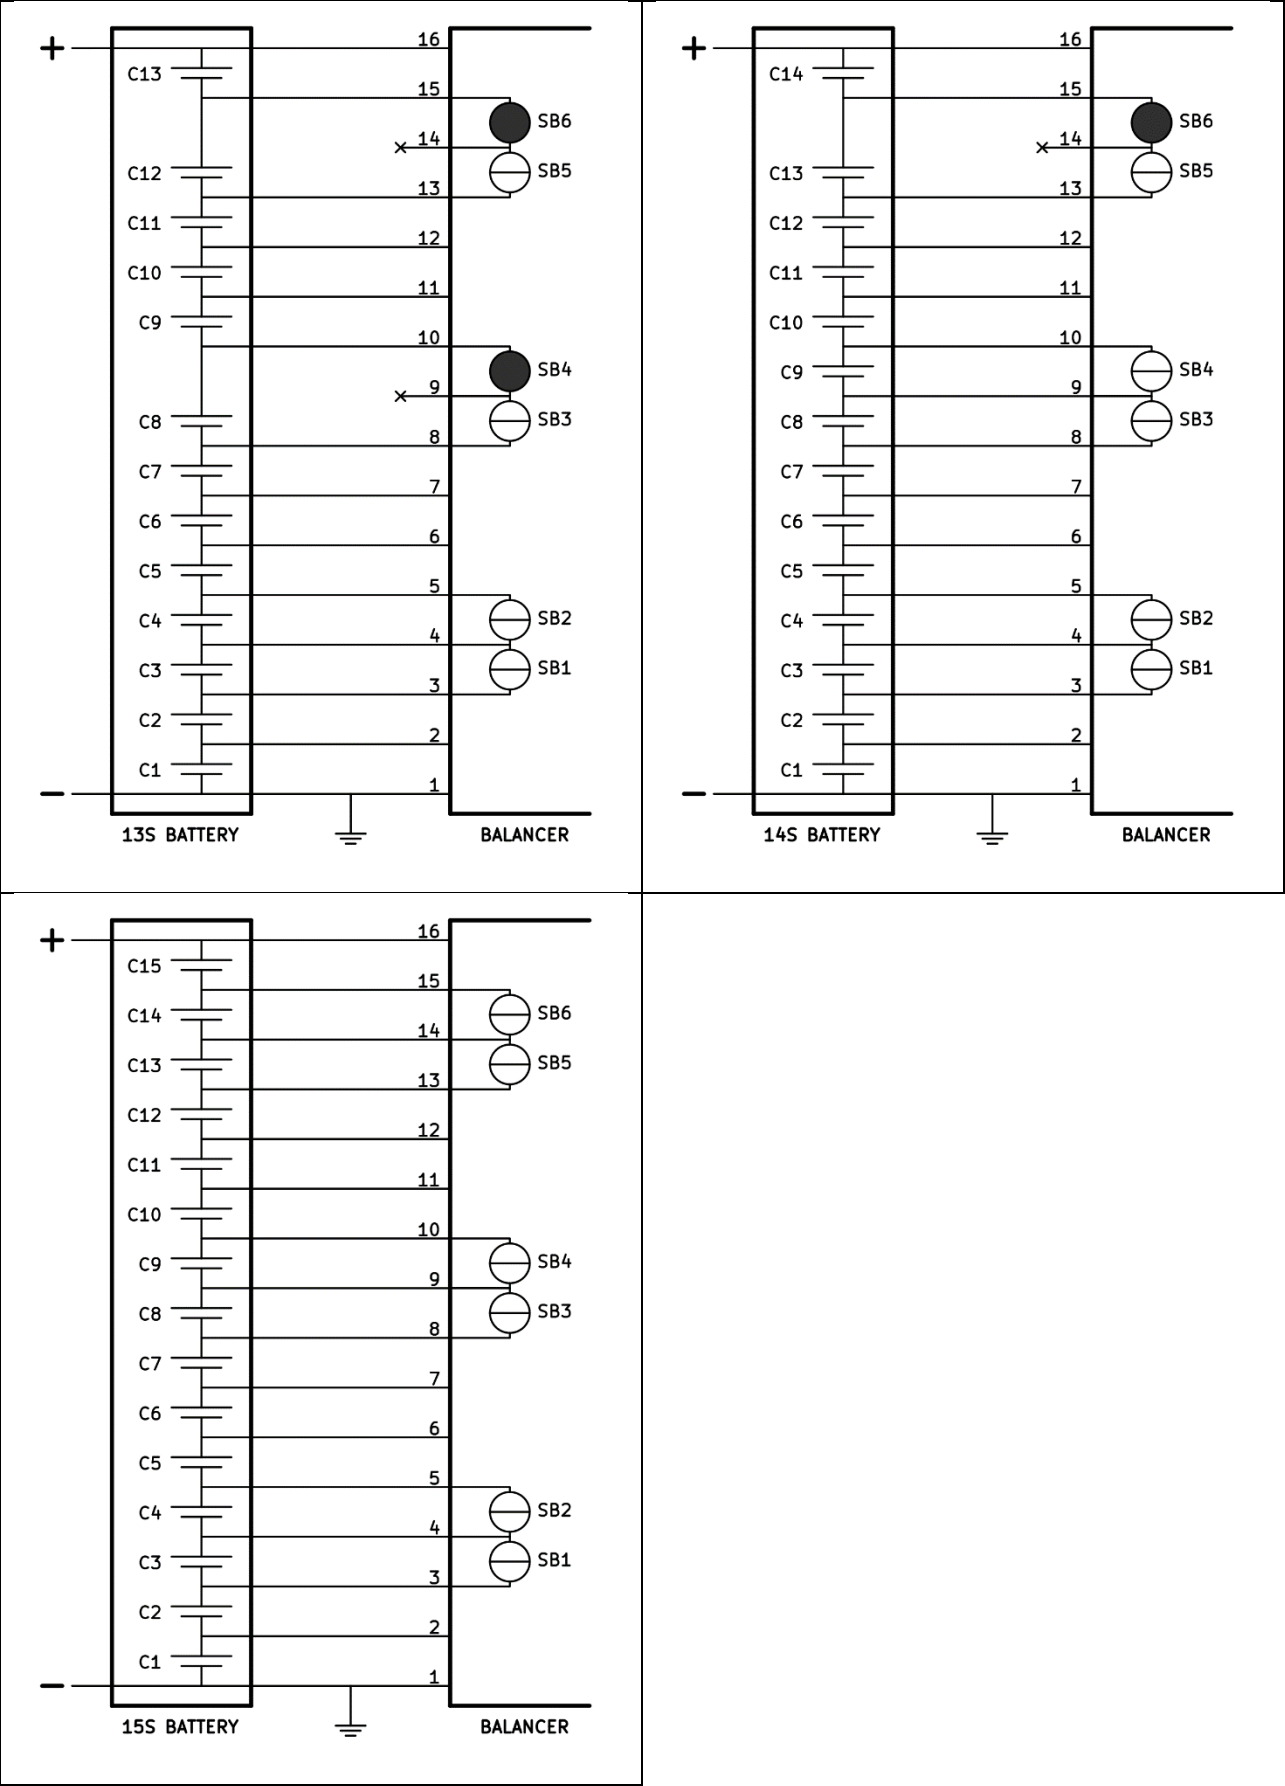 + 16
C13
15
SB6
14
C12 SB5
13
C11
12
C10
11
C9
10
SB4
9
C8 SB3
8
C7
7
C6
6
C5
5
C4 SB2
4
C3 SB1
3
C2
2
C1
− 1
13S BATTERY BALANCER
+ 16
C14
15
SB6
14
C13 SB5
13
C12
12
C11
11
C10
10
C9 SB4
9
C8 SB3
8
C7
7
C6
6
C5
5
C4 SB2
4
C3 SB1
3
C2
2
C1
− 1
14S BATTERY BALANCER
+ 16
C15
15
C14 SB6
14
C13 SB5
13
C12
12
C11
11
C10
10
C9 SB4
9
C8 SB3
8
C7
7
C6
6
C5
5
C4 SB2
4
C3 SB1
3
C2
2
C1
− 1
15S BATTERY BALANCER